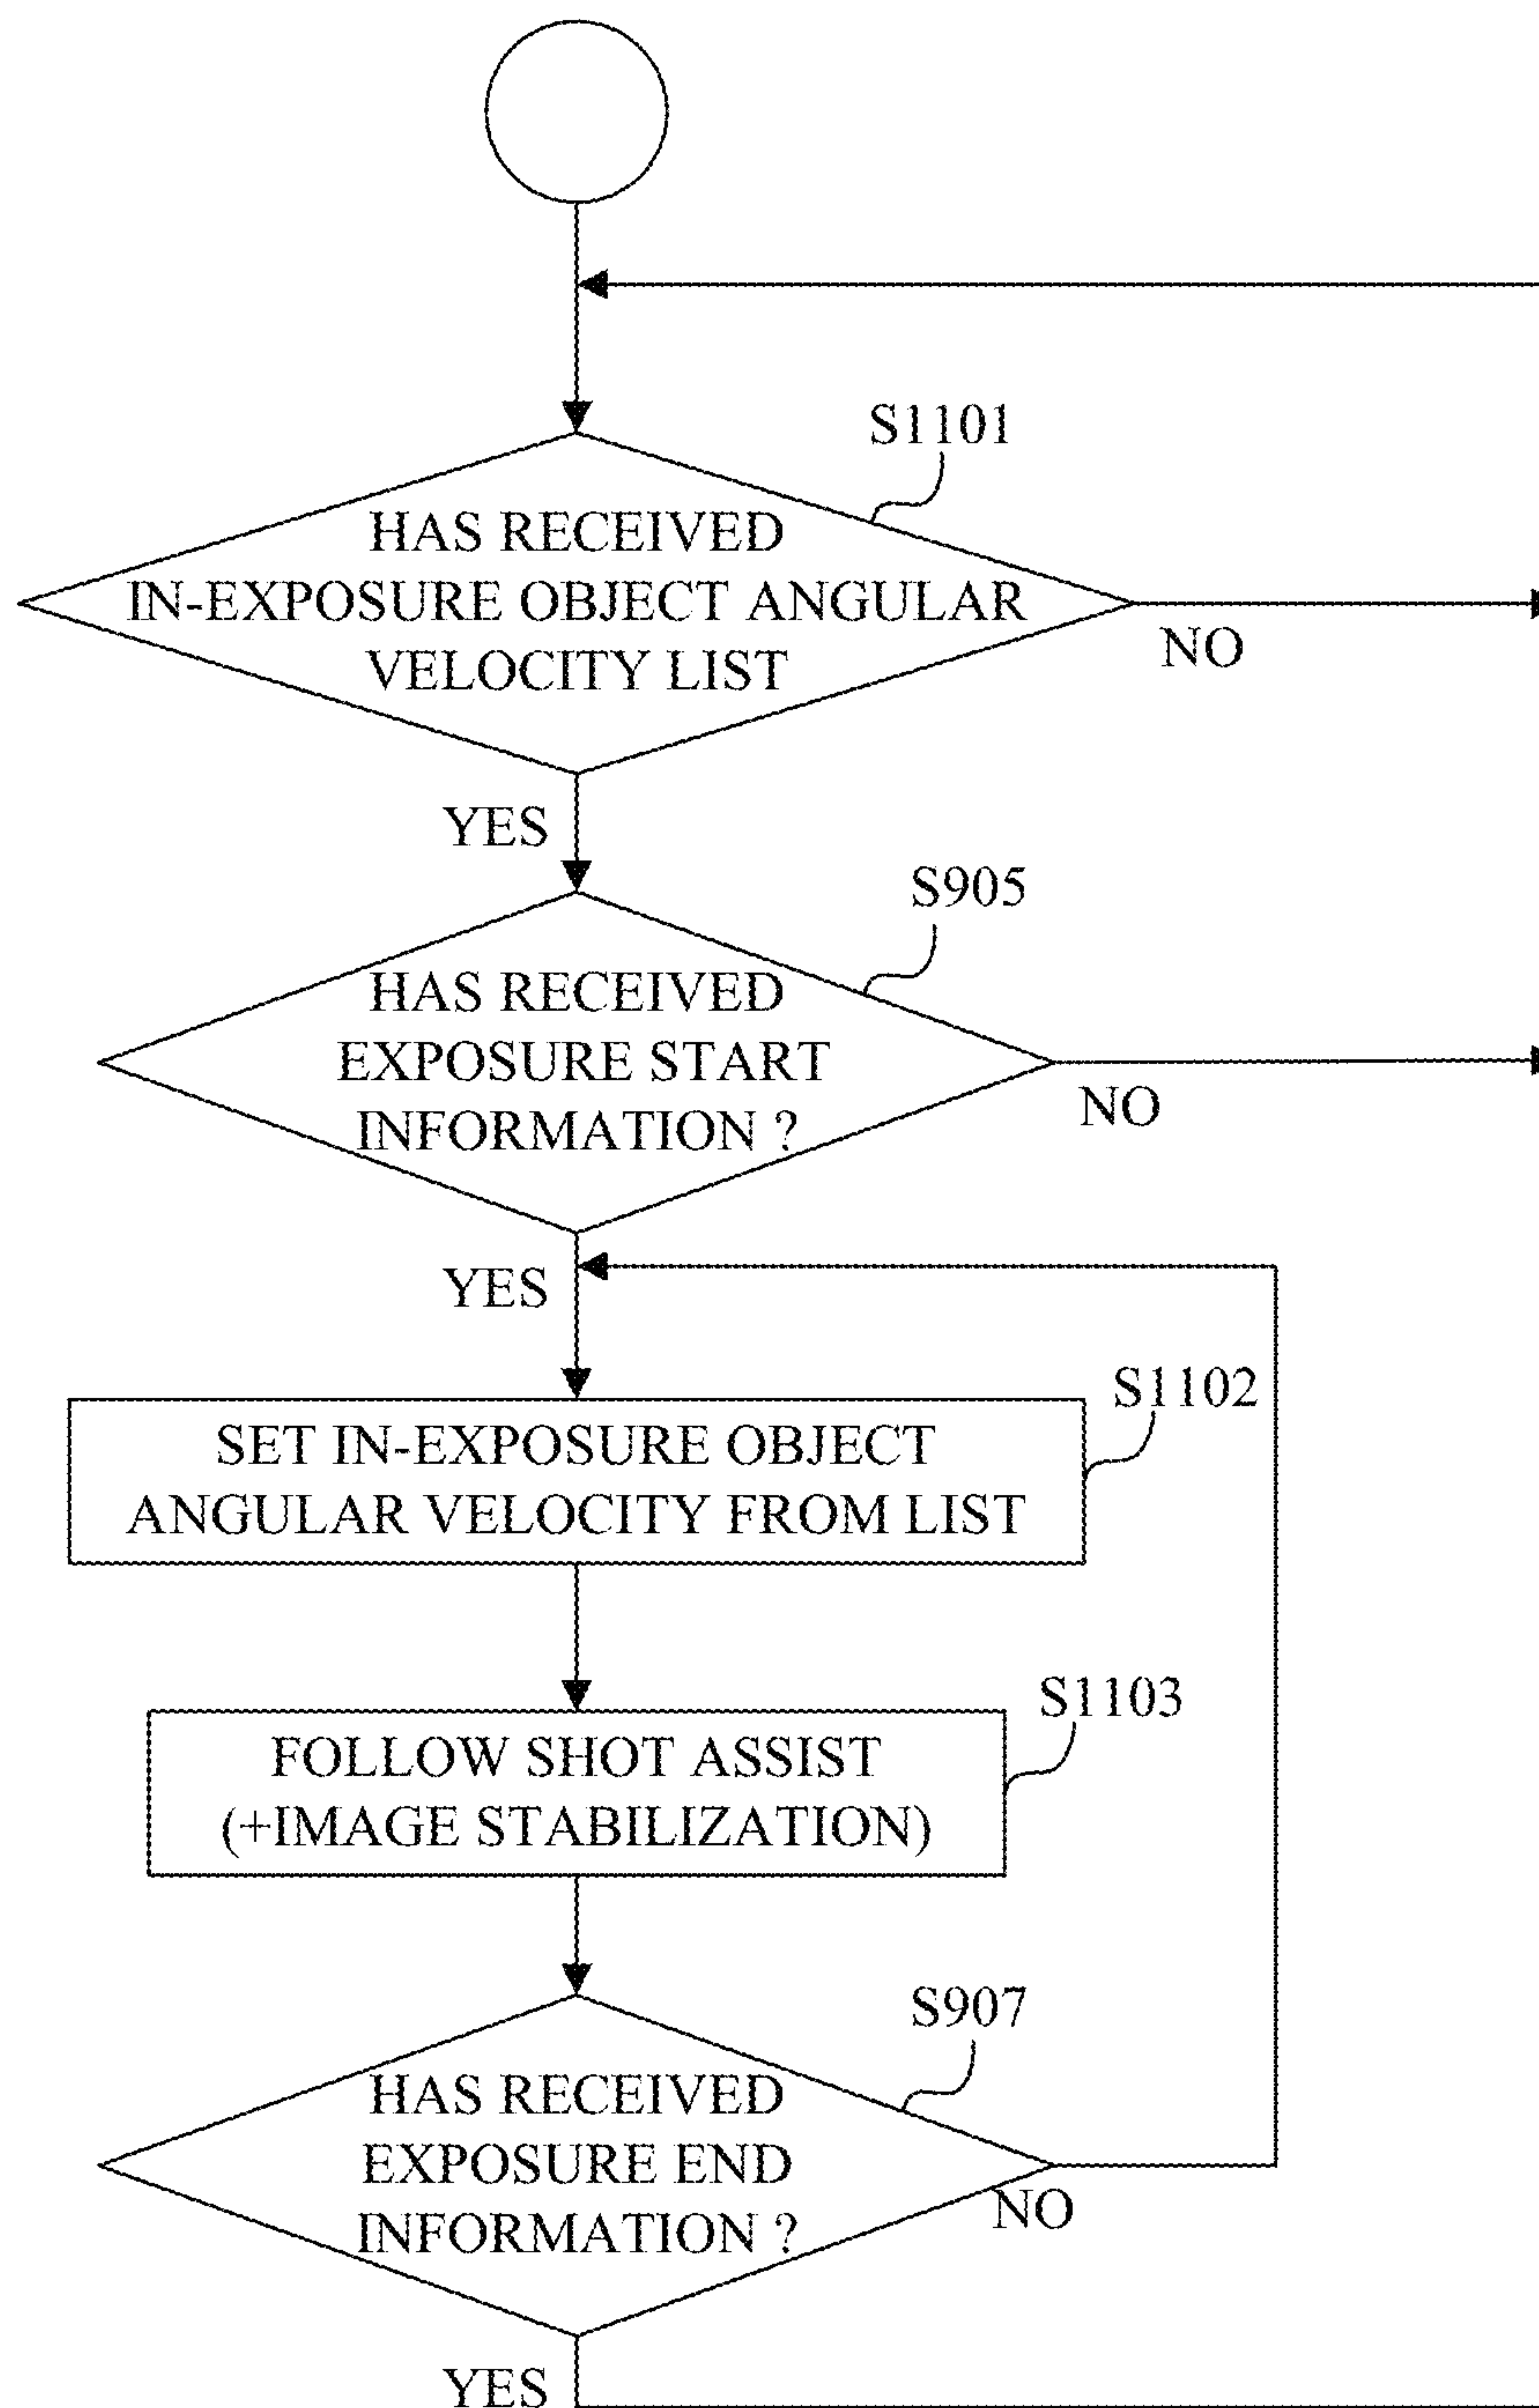 S1101
HAS RECEIVED
IN-EXPOSURE OBJECT ANGULAR
VELOCITY LIST
NO
YES
S905
HAS RECEIVED
EXPOSURE START
INFORMATION ?
NO
YES
S1102
SET IN-EXPOSURE OBJECT
ANGULAR VELOCITY FROM LIST
S1103
FOLLOW SHOT ASSIST
(+IMAGE STABILIZATION)
S907
HAS RECEIVED
EXPOSURE END
INFORMATION ?
NO
YES